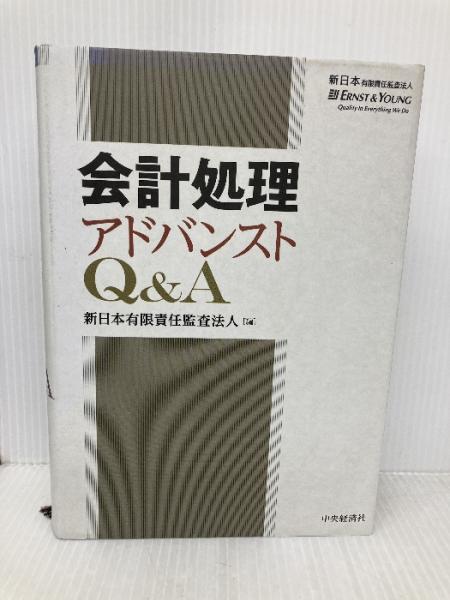 新日本有限責任監査法人
ERNST & YOUNG
Quality In Everything We Do
会計処理
アドバンスト
Q&A
新日本有限責任監査法人[編]
中央経済社